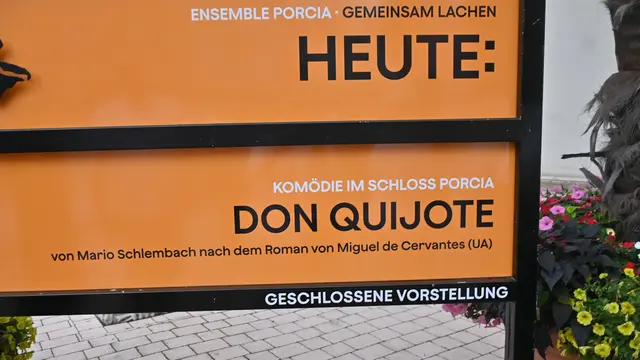 ENSEMBLE PORCIA · GEMEINSAM LACHEN
HEUTE:
KOMÖDIE IM SCHLOSS PORCIA
DON QUIJOTE
von Mario Schlembach nach dem Roman von Miguel de Cervantes (UA)
GESCHLOSSENE VORSTELLUNG